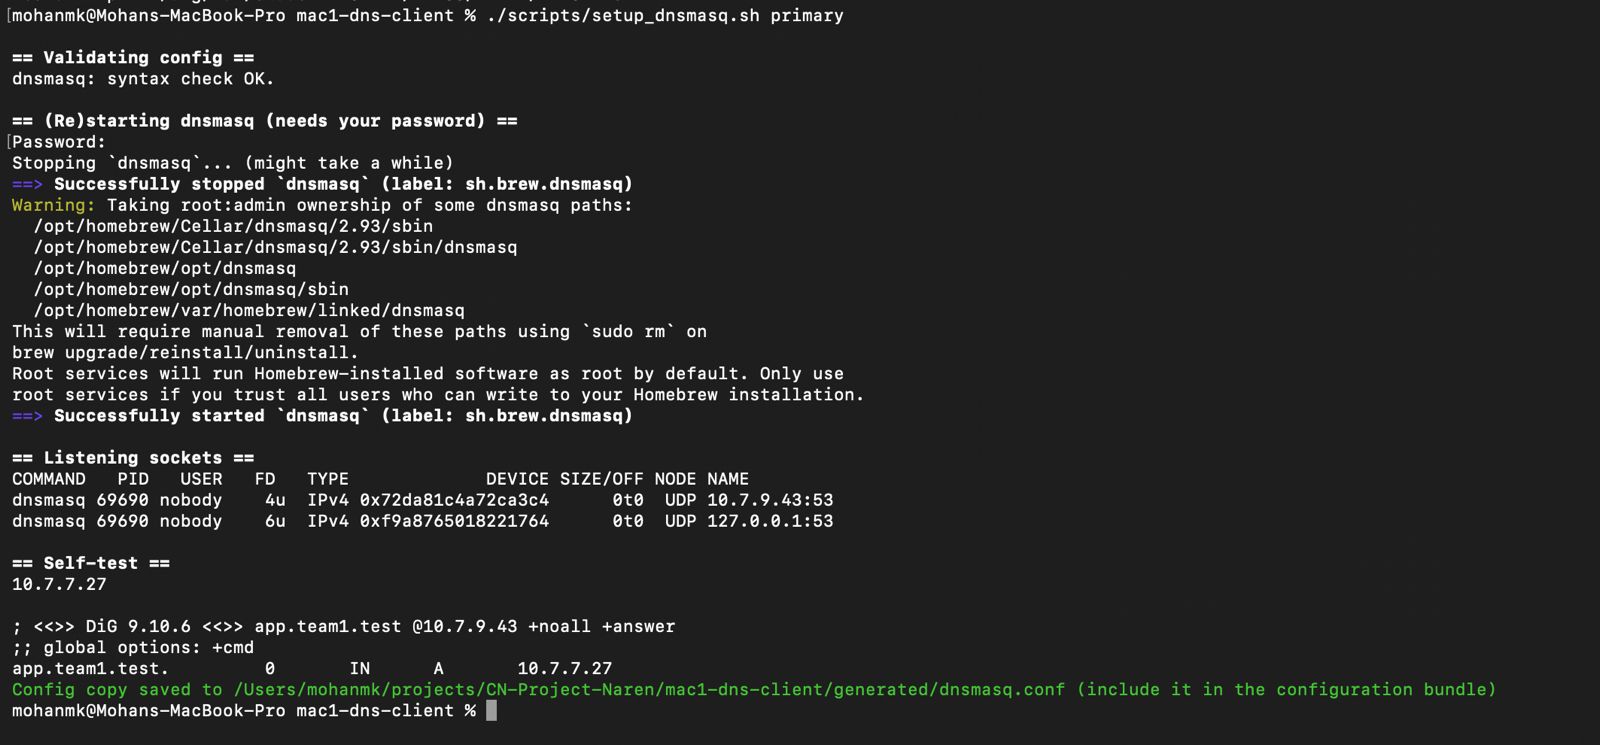 [mohanmk@Mohans-MacBook-Pro mac1-dns-client % ./scripts/setup_dnsmasq.sh primary
== Validating config ==
dnsmasq: syntax check OK.
== (Re)starting dnsmasq (needs your password) ==
[Password:
Stopping `dnsmasq`... (might take a while)
==> Successfully stopped `dnsmasq` (label: sh.brew.dnsmasq)
Warning: Taking root:admin ownership of some dnsmasq paths:
  /opt/homebrew/Cellar/dnsmasq/2.93/sbin
  /opt/homebrew/Cellar/dnsmasq/2.93/sbin/dnsmasq
  /opt/homebrew/opt/dnsmasq
  /opt/homebrew/opt/dnsmasq/sbin
  /opt/homebrew/var/homebrew/linked/dnsmasq
This will require manual removal of these paths using `sudo rm` on
brew upgrade/reinstall/uninstall.
Root services will run Homebrew-installed software as root by default. Only use
root services if you trust all users who can write to your Homebrew installation.
==> Successfully started `dnsmasq` (label: sh.brew.dnsmasq)
== Listening sockets ==
COMMAND   PID   USER   FD   TYPE             DEVICE SIZE/OFF NODE NAME
dnsmasq 69690 nobody    4u  IPv4 0x72da81c4a72ca3c4      0t0  UDP 10.7.9.43:53
dnsmasq 69690 nobody    6u  IPv4 0xf9a8765018221764      0t0  UDP 127.0.0.1:53
== Self-test ==
10.7.7.27
; <<>> DiG 9.10.6 <<>> app.team1.test @10.7.9.43 +noall +answer
;; global options: +cmd
app.team1.test.         0       IN      A       10.7.7.27
Config copy saved to /Users/mohanmk/projects/CN-Project-Naren/mac1-dns-client/generated/dnsmasq.conf (include it in the configuration bundle)
mohanmk@Mohans-MacBook-Pro mac1-dns-client %